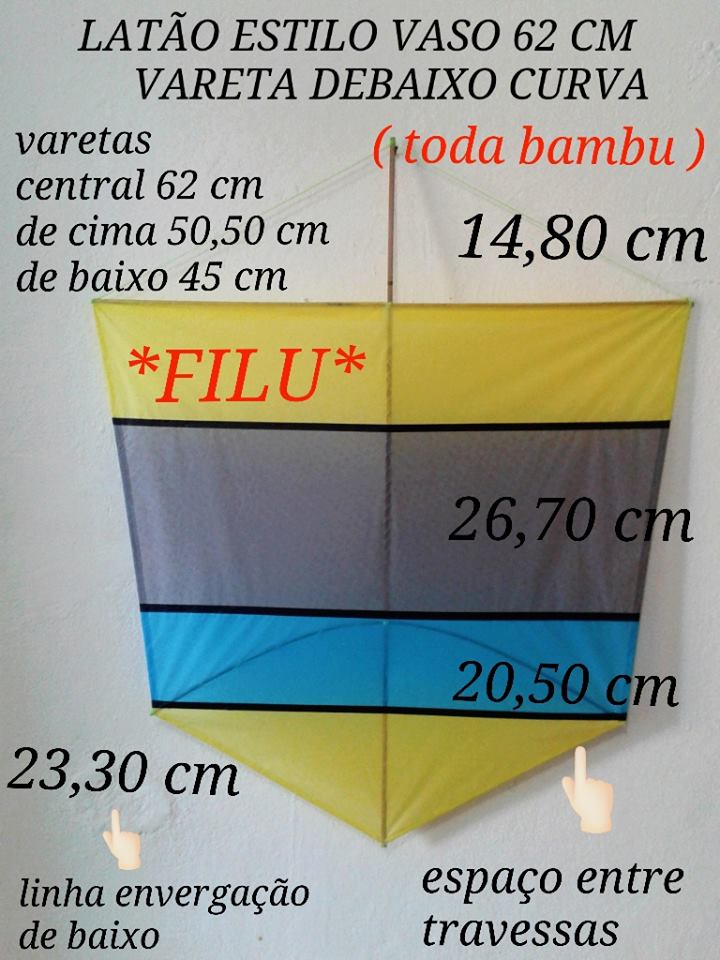 LATÃO ESTILO VASO 62 CM
VARETA DEBAIXO CURVA
( toda bambu )
varetas
central 62 cm
de cima 50,50 cm
de baixo 45 cm
14,80 cm
*FILU*
26,70 cm
20,50 cm
23,30 cm
linha envergação
de baixo
espaço entre
travessas